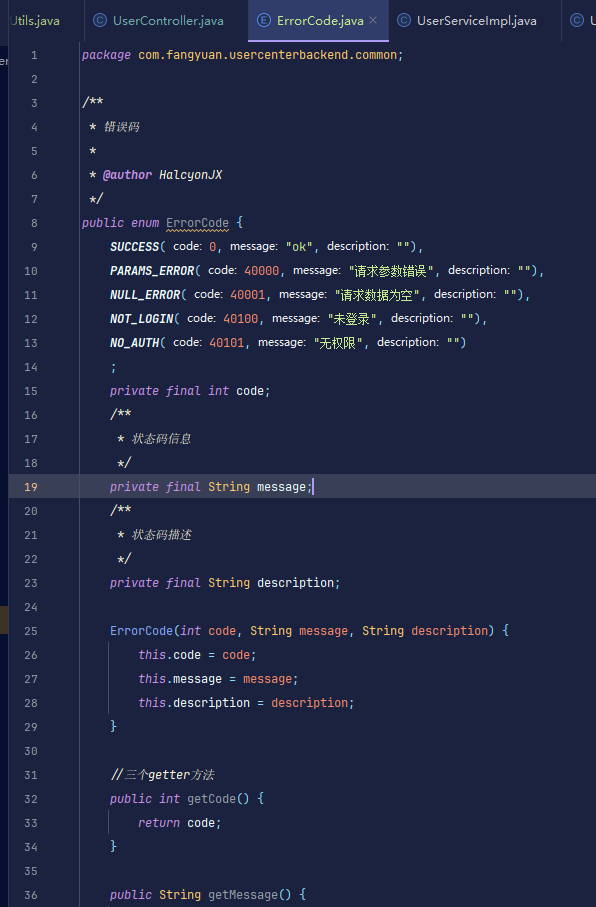 Utils.java UserController.java ErrorCode.java UserServiceImpl.java
1 package com.fangyuan.usercenterbackend.common;
2
3 /**
4 * 错误码
5 *
6 * @author HalcyonJX
7 */
8 public enum ErrorCode {
9 SUCCESS( code: 0, message: "ok", description: ""),
10 PARAMS_ERROR( code: 40000, message: "请求参数错误", description: ""),
11 NULL_ERROR( code: 40001, message: "请求数据为空", description: ""),
12 NOT_LOGIN( code: 40100, message: "未登录", description: ""),
13 NO_AUTH( code: 40101, message: "无权限", description: "")
14 ;
15 private final int code;
16 /**
17 * 状态码信息
18 */
19 private final String message;
20 /**
21 * 状态码描述
22 */
23 private final String description;
24
25 ErrorCode(int code, String message, String description) {
26 this.code = code;
27 this.message = message;
28 this.description = description;
29 }
30
31 //三个getter方法
32 public int getCode() {
33 return code;
34 }
35
36 public String getMessage() {